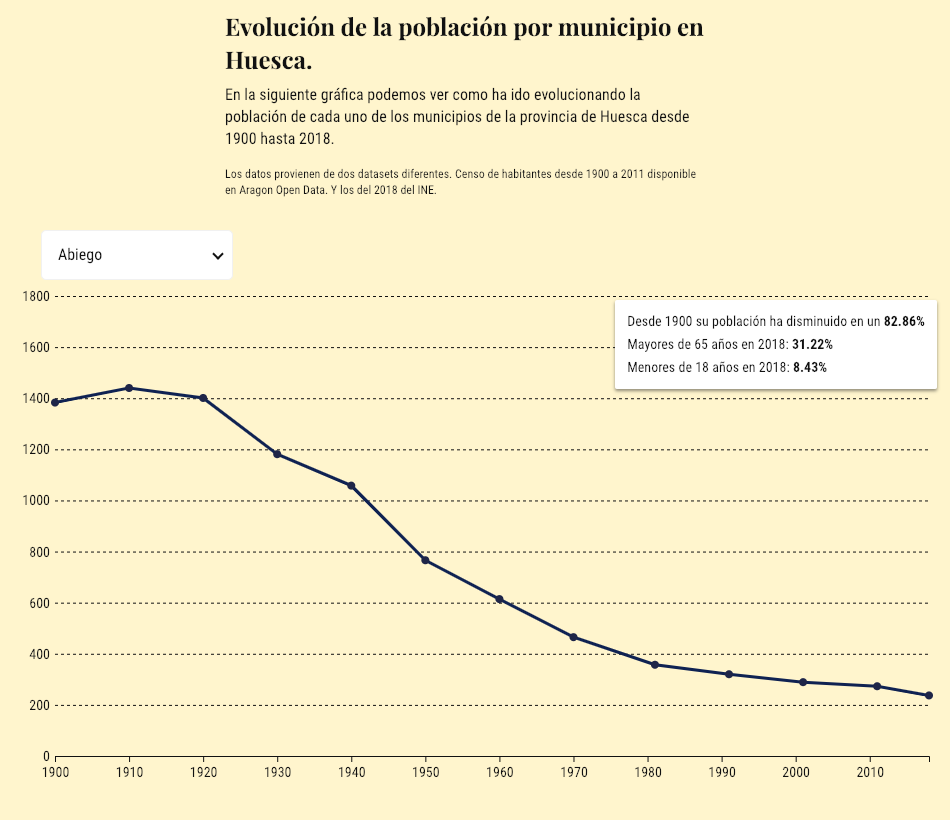 Evolución de la población por municipio en
Huesca.
En la siguiente gráfica podemos ver como ha ido evolucionando la
población de cada uno de los municipios de la provincia de Huesca desde
1900 hasta 2018.
Los datos provienen de dos datasets diferentes. Censo de habitantes desde 1900 a 2011 disponible
en Aragon Open Data. Y los del 2018 del INE.
Abiego
1800
Desde 1900 su población ha disminuido en un 82.86%
Mayores de 65 años en 2018: 31.22%
Menores de 18 años en 2018: 8.43%
1600
1400
1200
1000
800
600
400
200
0
1900 1910 1920 1930 1940 1950 1960 1970 1980 1990 2000 2010